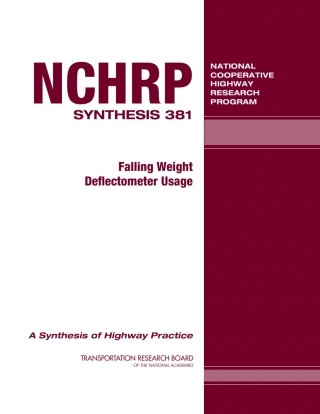 NCHRP
SYNTHESIS 381
NATIONAL
COOPERATIVE
HIGHWAY
RESEARCH
PROGRAM
Falling Weight
Deflectometer Usage
A Synthesis of Highway Practice
TRANSPORTATION RESEARCH BOARD
OF THE NATIONAL ACADEMIES